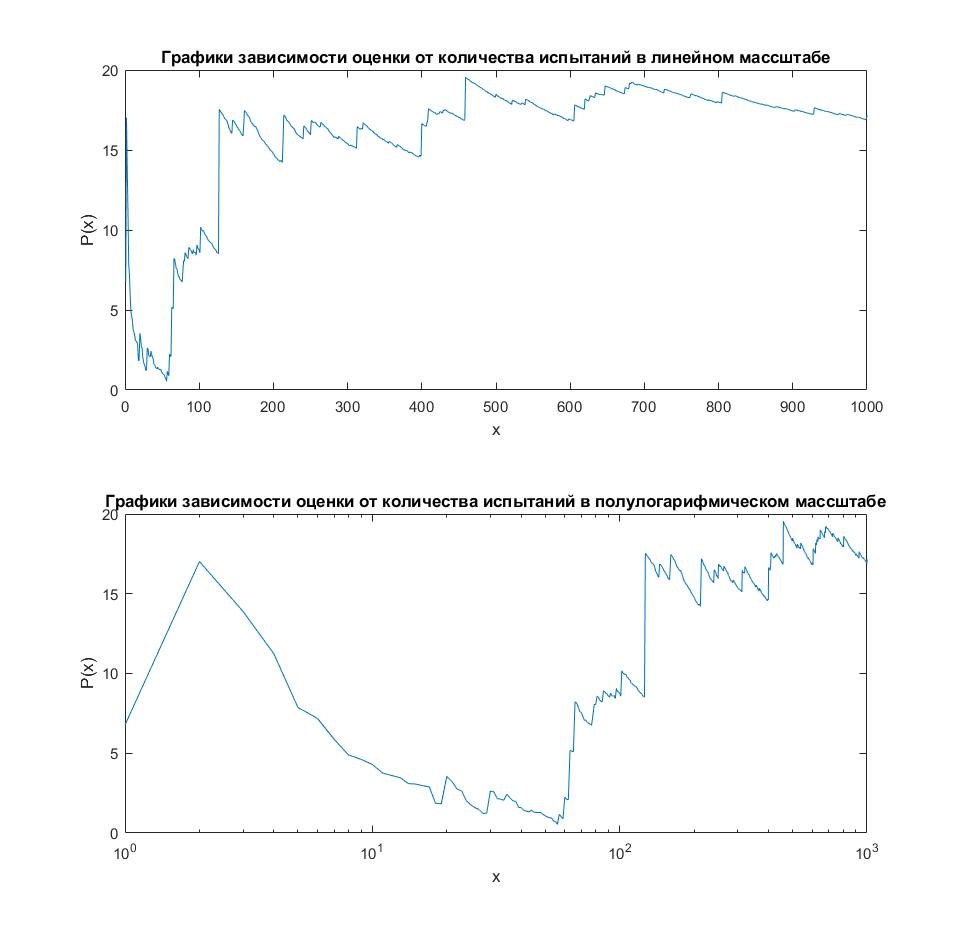 Графики зависимости оценки от количества испытаний в линейном массштабе
20
15
10
5
0
P(x)
0 100 200 300 400 500 600 700 800 900 1000
x
Графики зависимости оценки от количества испытаний в полулогарифмическом массштабе
20
15
10
5
0
P(x)
10^0 10^1 10^2 10^3
x